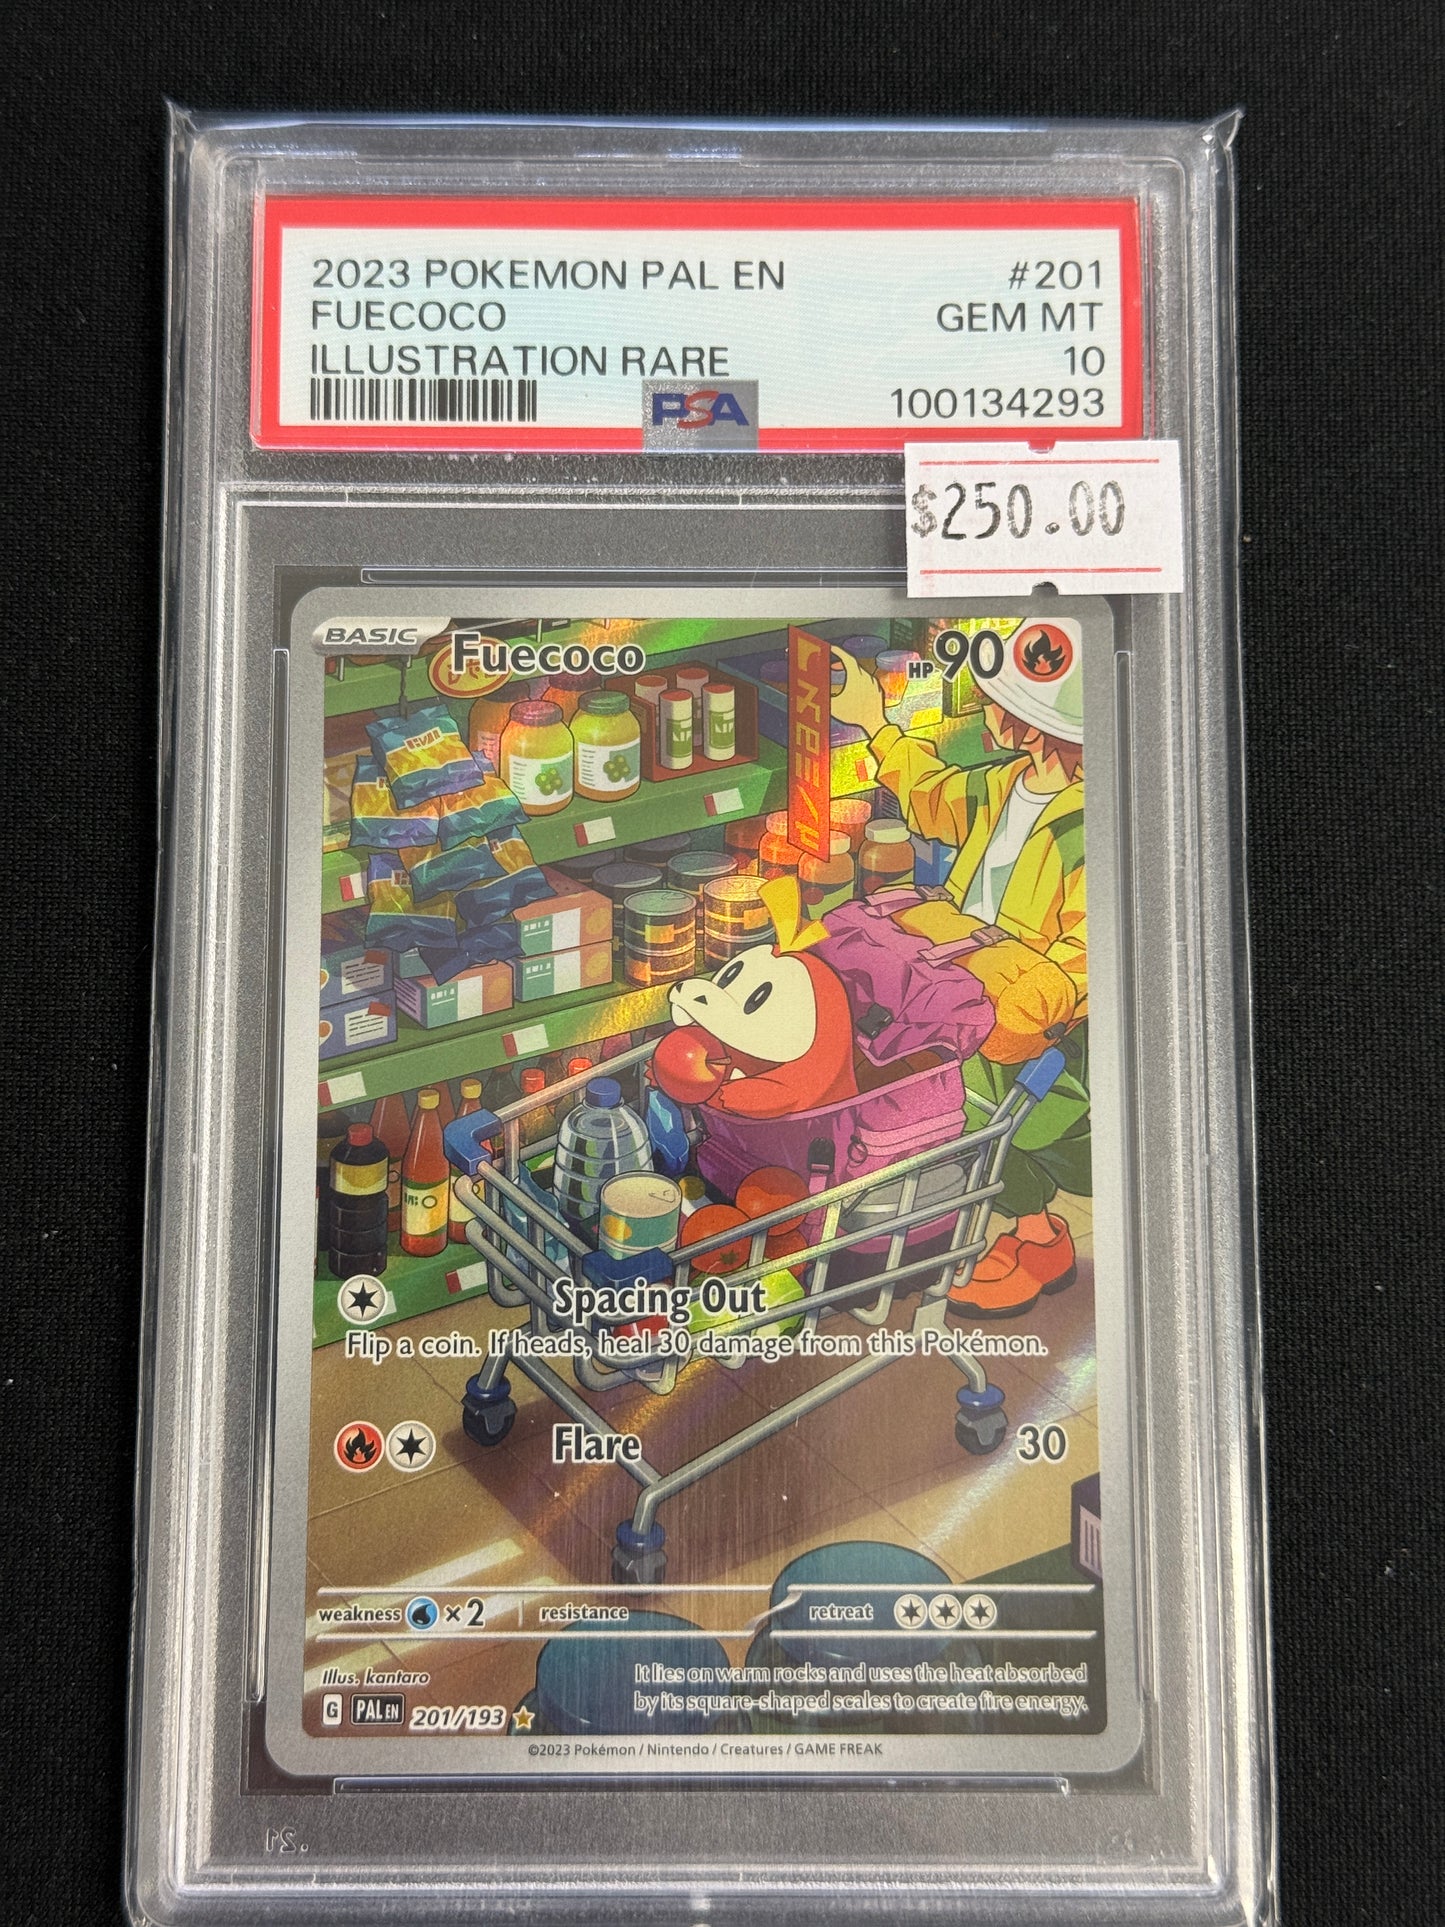 2023 POKEMON PAL EN #201
FUECOCO GEM MT
ILLUSTRATION RARE 10
PSA 100134293
$250.00
BASIC Fuecoco HP 90
Spacing Out
Flip a coin. If heads, heal 30 damage from this Pokémon.
Flare 30
weakness ×2 resistance retreat
Illus. kantaro
It lies on warm rocks and uses the heat absorbed
by its square-shaped scales to create fire energy.
G PAL EN 201/193
©2023 Pokémon / Nintendo / Creatures / GAME FREAK